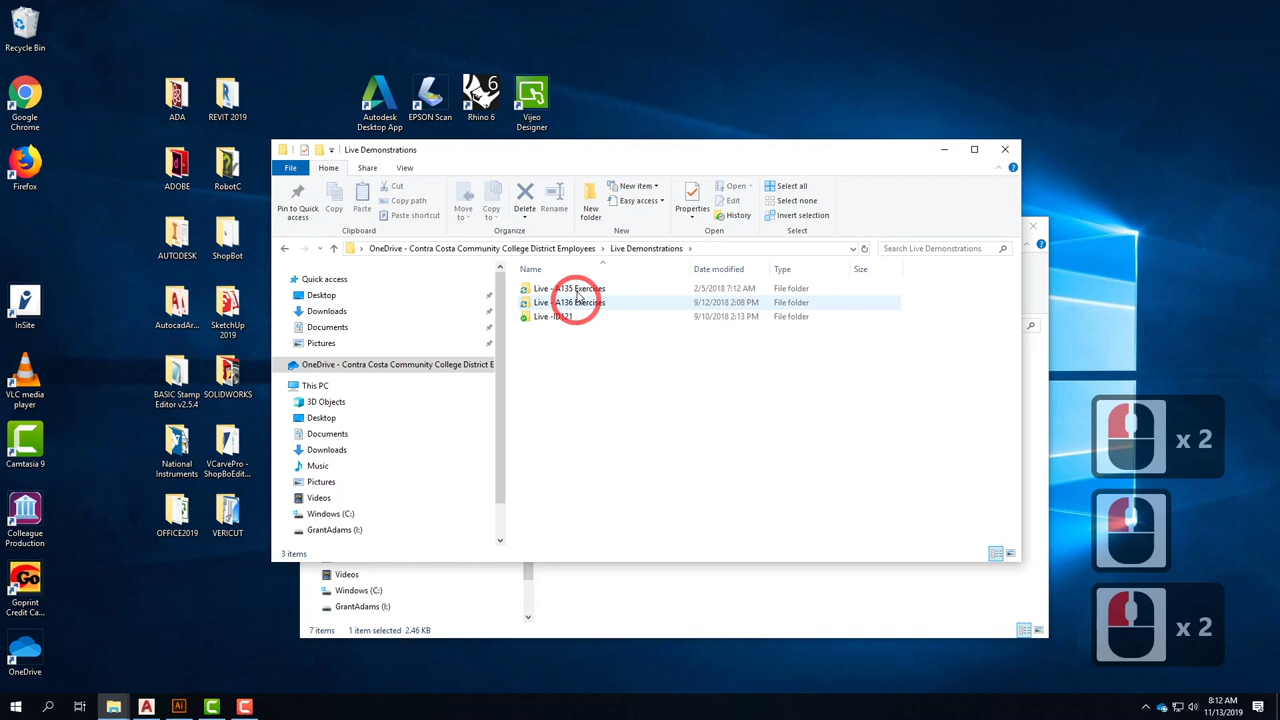 Recycle Bin
Google Chrome
Firefox
InSite
VLC media player
Camtasia 9
Colleague Production
Goprint Credit Ca...
OneDrive
ADA
REVIT 2019
ADOBE
RobotC
AUTODESK
ShopBot
AutocadAr...
SketchUp 2019
BASIC Stamp Editor v2.5.4
SOLIDWORKS
National Instruments
VCarvePro - ShopBoEdit...
OFFICE2019
VERICUT
Autodesk Desktop App
EPSON Scan
6
Rhino 6
Vijeo Designer
Live Demonstrations
File Home Share View
Pin to Quick access
Copy
Paste
Cut
Copy path
Paste shortcut
Clipboard
Move to
Copy to
Delete
Rename
Organize
New folder
New item
Easy access
New
Properties
Open
Edit
History
Open
Select all
Select none
Invert selection
Select
OneDrive - Contra Costa Community College District Employees > Live Demonstrations >
Search Live Demonstrations
Name Date modified Type Size
Live - A135 Exercises 2/5/2018 7:12 AM File folder
Live - A136 Exercises 9/12/2018 2:08 PM File folder
Live -ID121 9/10/2018 2:13 PM File folder
Quick access
Desktop
Downloads
Documents
Pictures
OneDrive - Contra Costa Community College District E
This PC
3D Objects
Desktop
Documents
Downloads
Music
Pictures
Videos
Windows (C:)
GrantAdams (I:)
3 items
Videos
Windows (C:)
GrantAdams (I:)
7 items 1 item selected 2.46 KB
x 2
x 2
8:12 AM
11/13/2019